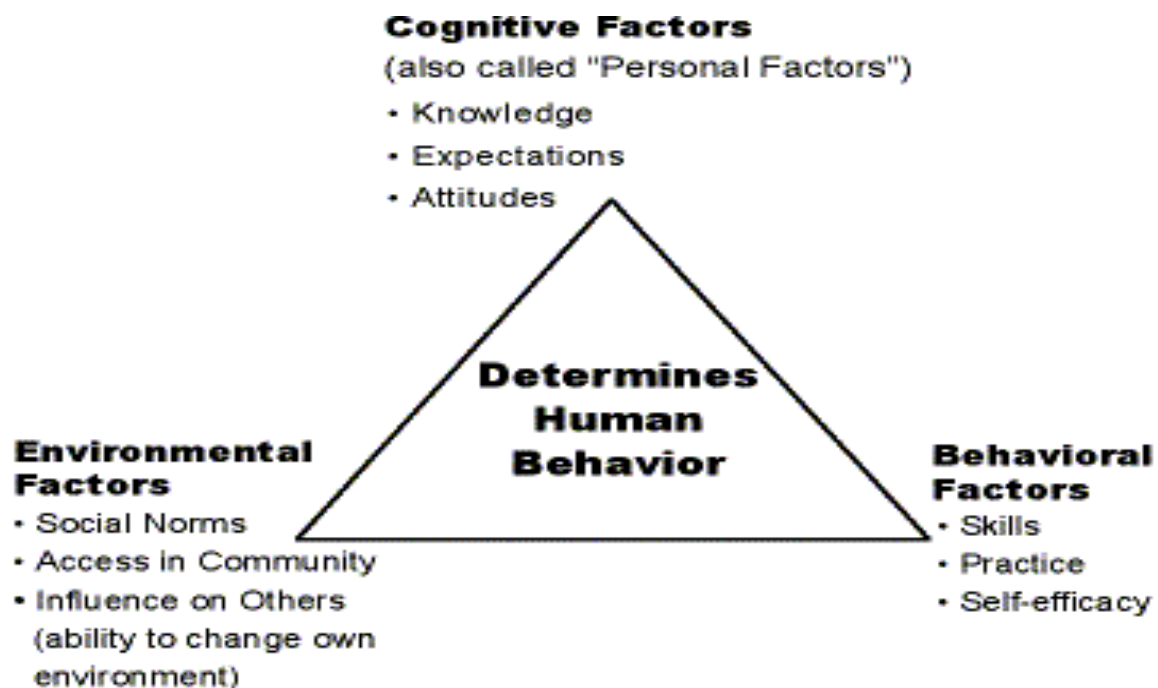 Cognitive Factors
(also called "Personal Factors")
• Knowledge
• Expectations
• Attitudes
Determines
Human
Behavior
Environmental
Factors
• Social Norms
• Access in Community
• Influence on Others
(ability to change own
environment)
Behavioral
Factors
• Skills
• Practice
• Self-efficacy